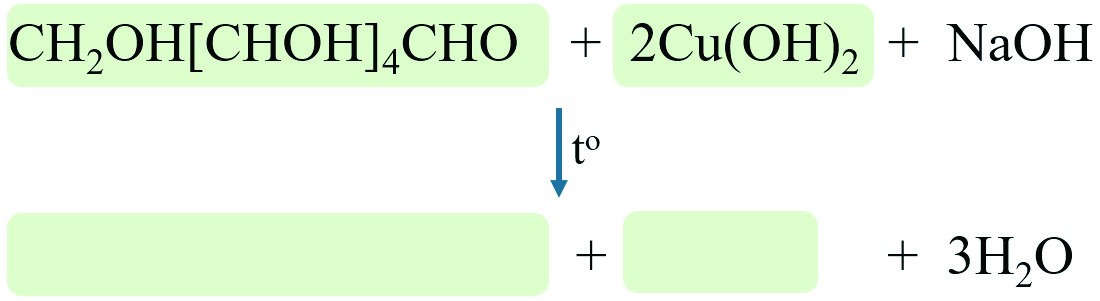 CH₂OH[CHOH]₄CHO + 2Cu(OH)₂ + NaOH
tº
+ + 3H₂O